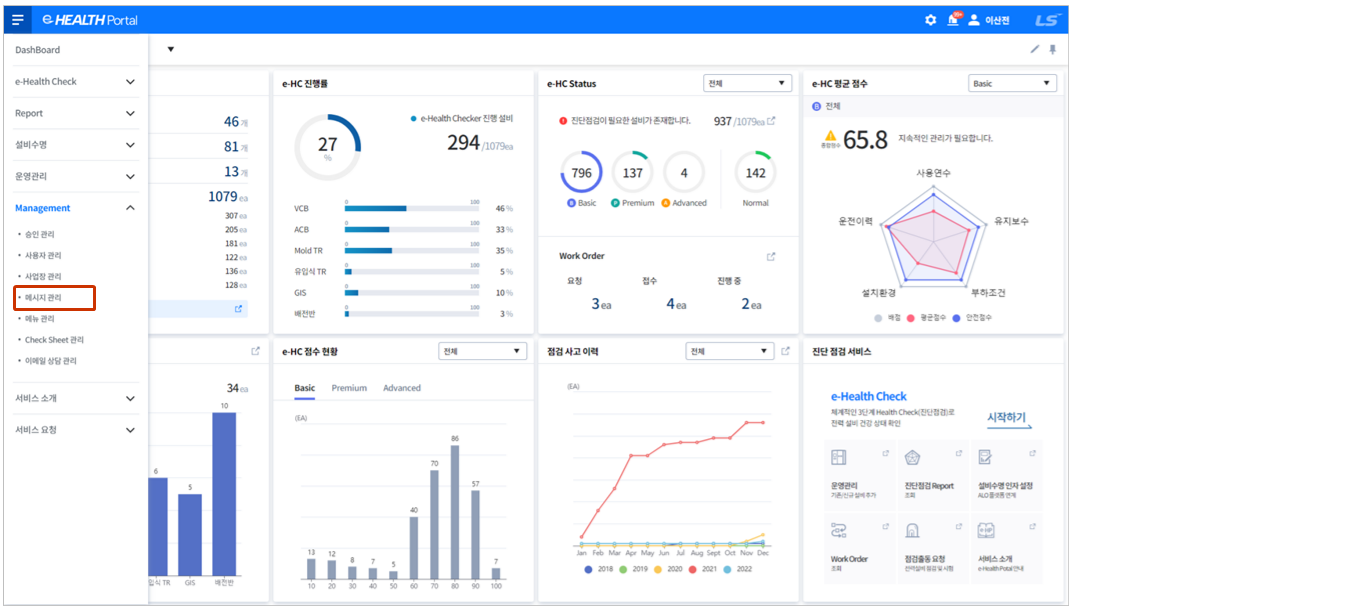 e-HEALTH Portal
99+
이산전
LS
DashBoard
e-Health Check
Report
설비수명
운영관리
Management
승인 관리
사용자 관리
사업장 관리
메시지 관리
메뉴 관리
Check Sheet 관리
이메일 상담 관리
서비스 소개
서비스 요청
46 개
81 개
13 개
1079 ea
307 ea
205 ea
181 ea
122 ea
136 ea
128 ea
e-HC 진행률
27
%
e-Health Checker 진행 설비
294 /1079ea
VCB 0 100 46 %
ACB 0 100 33 %
Mold TR 0 100 35 %
유입식 TR 0 100 5 %
GIS 0 100 10 %
배전반 0 100 3 %
e-HC Status
전체
진단점검이 필요한 설비가 존재합니다.
937 /1079ea
796
137
4
142
B Basic
P Premium
A Advanced
Normal
Work Order
요청
접수
진행 중
3 ea
4 ea
2 ea
e-HC 평균 점수
Basic
B 전체
종합점수
65.8
지속적인 관리가 필요합니다.
사용연수
운전이력
유지보수
설치환경
부하조건
배점
평균점수
안전점수
34 ea
6
5
10
입식 TR
GIS
배전반
e-HC 점수 현황
전체
Basic
Premium
Advanced
(EA)
13 12 8 7 5 40 70 86 57 7
10 20 30 40 50 60 70 80 90 100
점검 사고 이력
전체
(EA)
Jan Feb Mar Apr May Jun Jul Aug Sept Oct Nov Dec
2018 2019 2020 2021 2022
진단 점검 서비스
e-Health Check
체계적인 3단계 Health Check(진단점검)로
전력 설비 건강 상태 확인
시작하기
운영관리
기존/신규 설비 추가
진단점검 Report
조회
설비수명 인자 설정
ALO 플랫폼 연계
Work Order
조회
점검출동 요청
전력설비 점검 및 시험
서비스 소개
e-Health Potal 안내